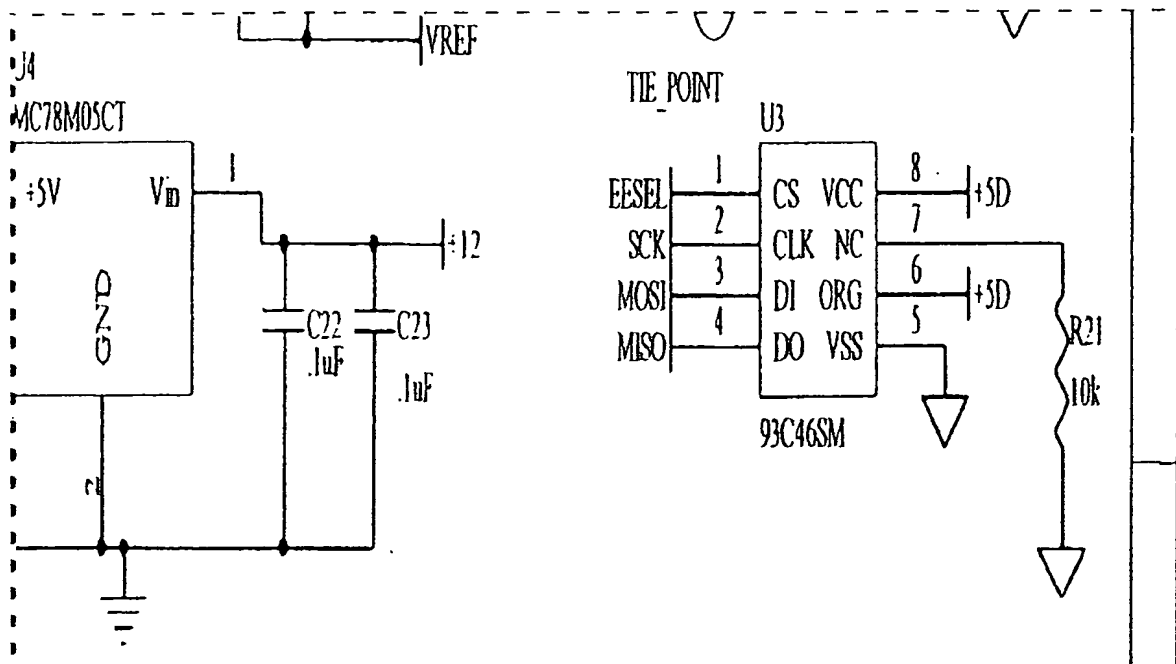 VREF
J4
MC78M05CT
+5V
Vin
1
GND
2
+12
C22
.1uF
C23
.1uF
TIE_POINT
U3
EESEL 1 CS VCC 8 +5D
SCK 2 CLK NC 7
MOSI 3 DI ORG 6 +5D
MISO 4 DO VSS 5
93C46SM
R21
10k